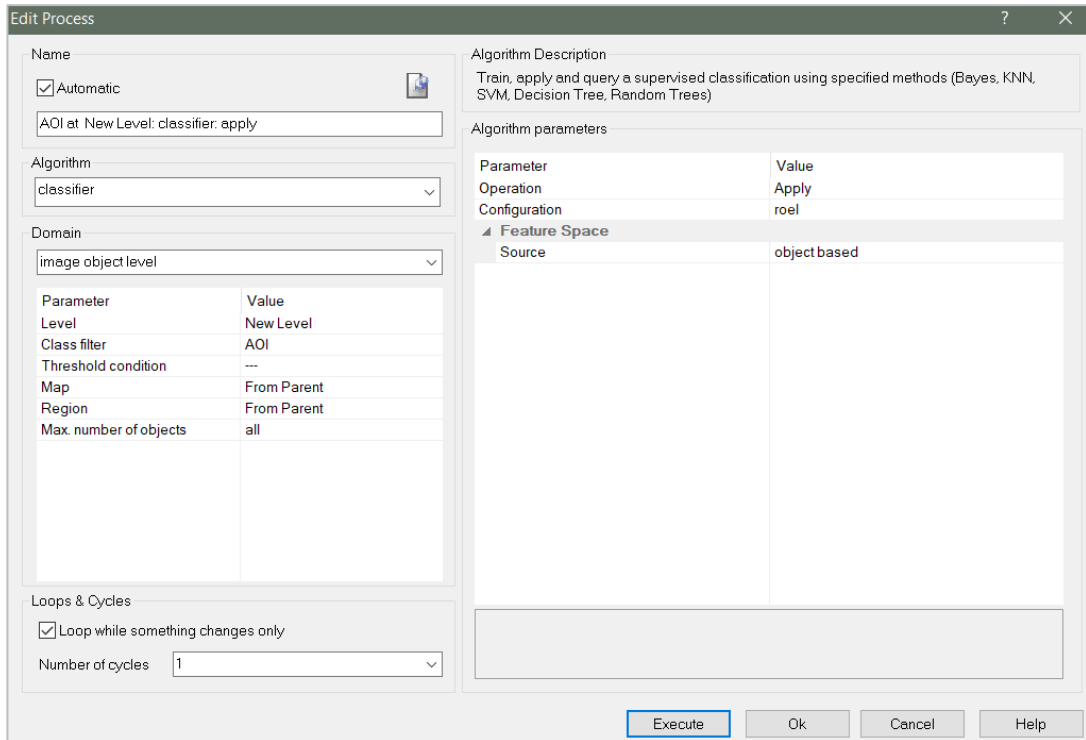 Edit Process
? ×
Name
Automatic
AOI at New Level: classifier: apply
Algorithm
classifier
Domain
image object level
Parameter Value
Level New Level
Class filter AOI
Threshold condition ---
Map From Parent
Region From Parent
Max. number of objects all
Loops & Cycles
Loop while something changes only
Number of cycles 1
Algorithm Description
Train, apply and query a supervised classification using specified methods (Bayes, KNN,
SVM, Decision Tree, Random Trees)
Algorithm parameters
Parameter Value
Operation Apply
Configuration roel
Feature Space
Source object based
Execute Ok Cancel Help